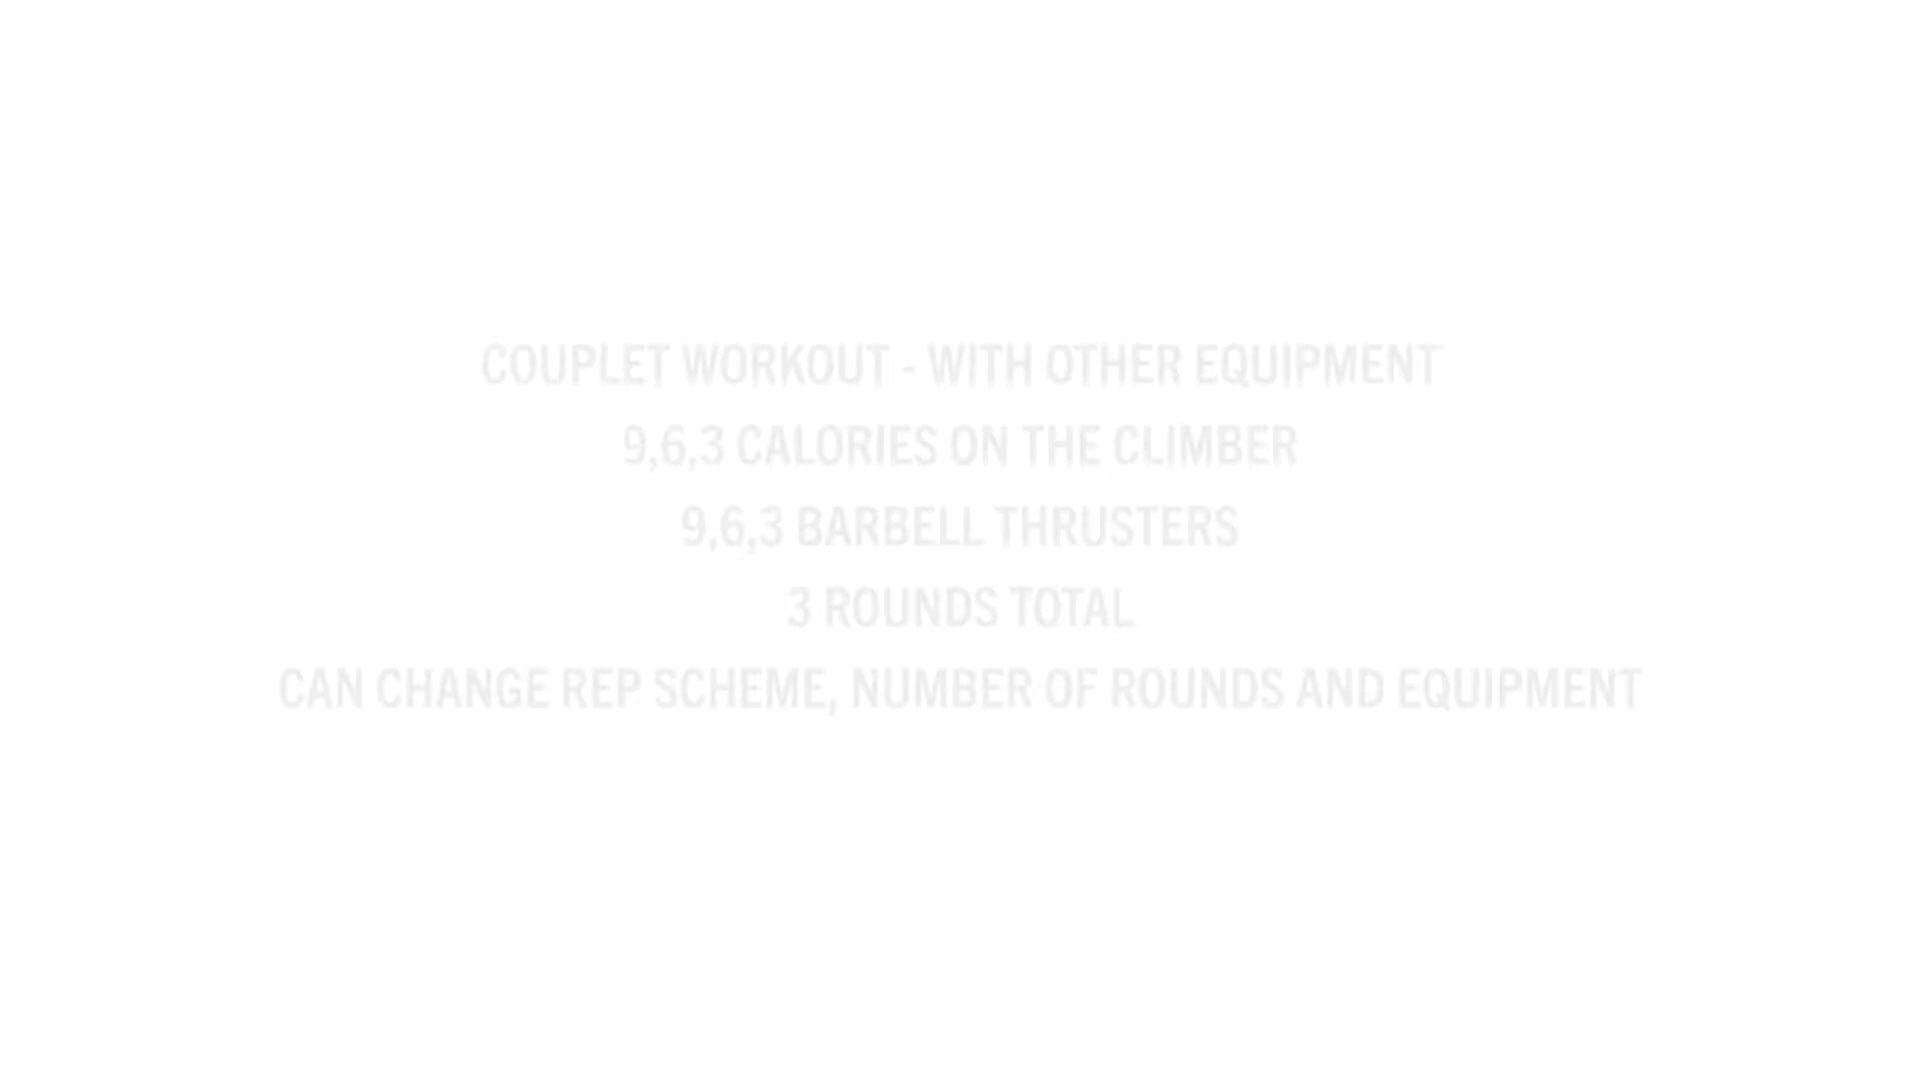 COUPLET WORKOUT - WITH OTHER EQUIPMENT
9,6,3 CALORIES ON THE CLIMBER
9,6,3 BARBELL THRUSTERS
3 ROUNDS TOTAL
CAN CHANGE REP SCHEME, NUMBER OF ROUNDS AND EQUIPMENT